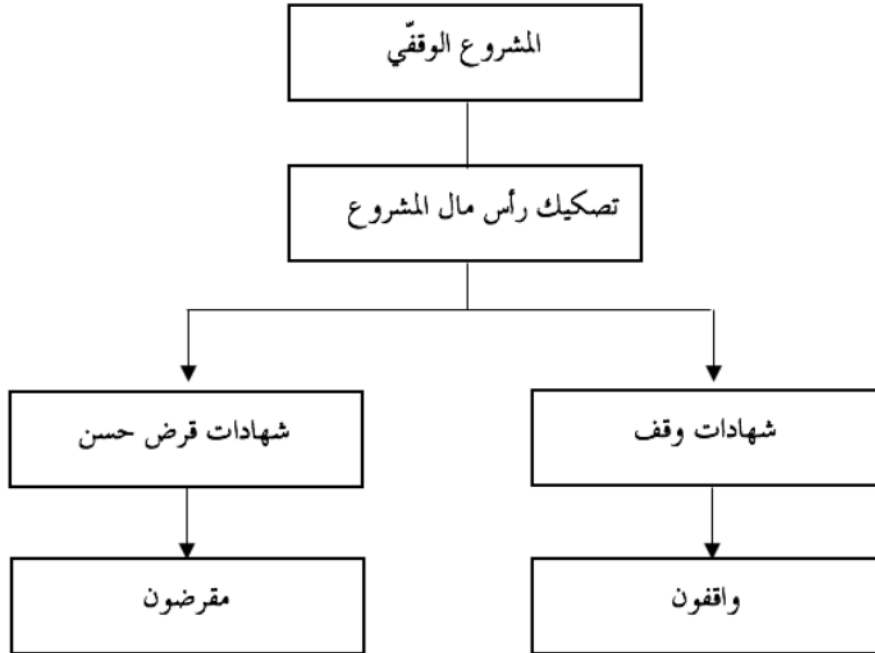 المشروع الوقفّي
تصكيك رأس مال المشروع
شهادات وقف
شهادات قرض حسن
واقفون
مقرضون